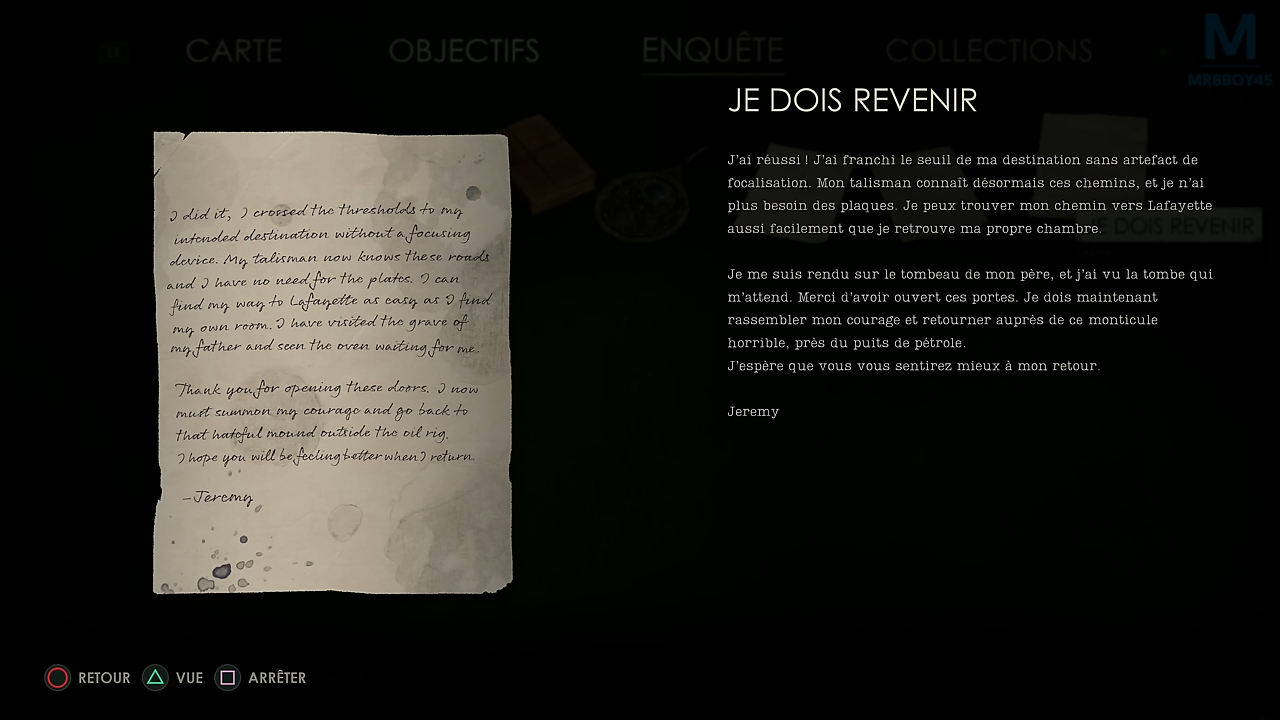 CARTE
OBJECTIFS
ENQUÊTE
COLLECTIONS
M
MRBBOY45
JE DOIS REVENIR
I did it, I crossed the thresholds to my
intended destination without a focusing
device. My talisman now knows these roads
and I have no need for the plates. I can
find my way to Lafayette as easy as I find
my own room. I have visited the grave of
my father and seen the oven waiting for me.
Thank you for opening these doors. I now
must summon my courage and go back to
that hateful mound outside the oil rig.
I hope you will be feeling better when I return.
–Jeremy
J'ai réussi ! J'ai franchi le seuil de ma destination sans artefact de
focalisation. Mon talisman connaît désormais ces chemins, et je n'ai
plus besoin des plaques. Je peux trouver mon chemin vers Lafayette
aussi facilement que je retrouve ma propre chambre.
Je me suis rendu sur le tombeau de mon père, et j'ai vu la tombe qui
m'attend. Merci d'avoir ouvert ces portes. Je dois maintenant
rassembler mon courage et retourner auprès de ce monticule
horrible, près du puits de pétrole.
J'espère que vous vous sentirez mieux à mon retour.
Jeremy
JE DOIS REVENIR
RETOUR
VUE
ARRÊTER